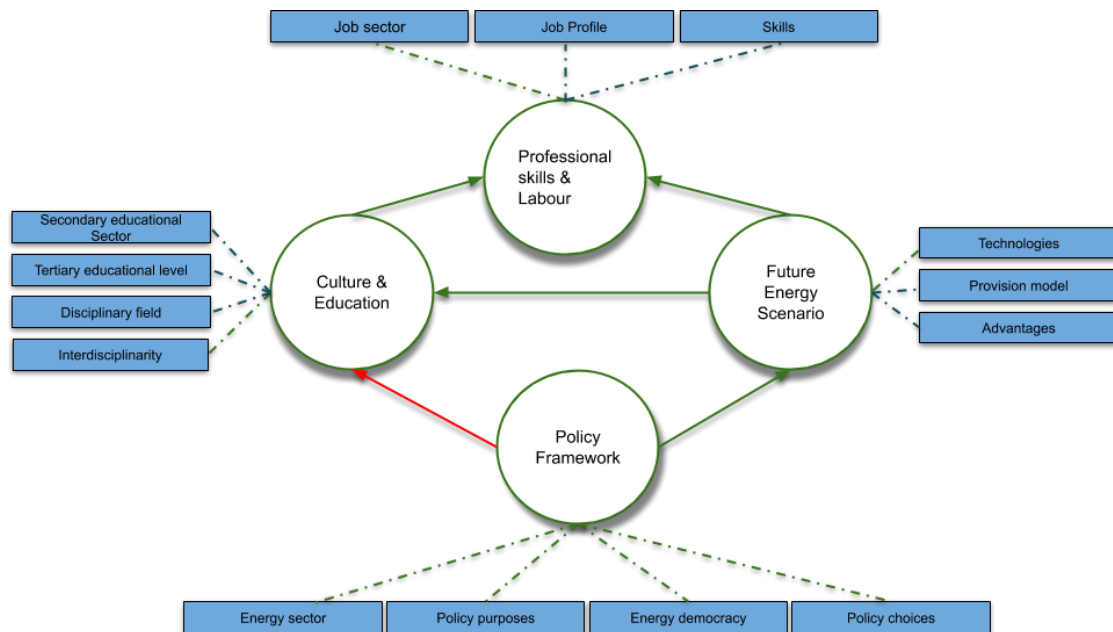 Job sector
Job Profile
Skills
Professional
skills &
Labour
Secondary educational
Sector
Tertiary educational level
Disciplinary field
Interdisciplinarity
Culture &
Education
Future
Energy
Scenario
Technologies
Provision model
Advantages
Policy
Framework
Energy sector
Policy purposes
Energy democracy
Policy choices